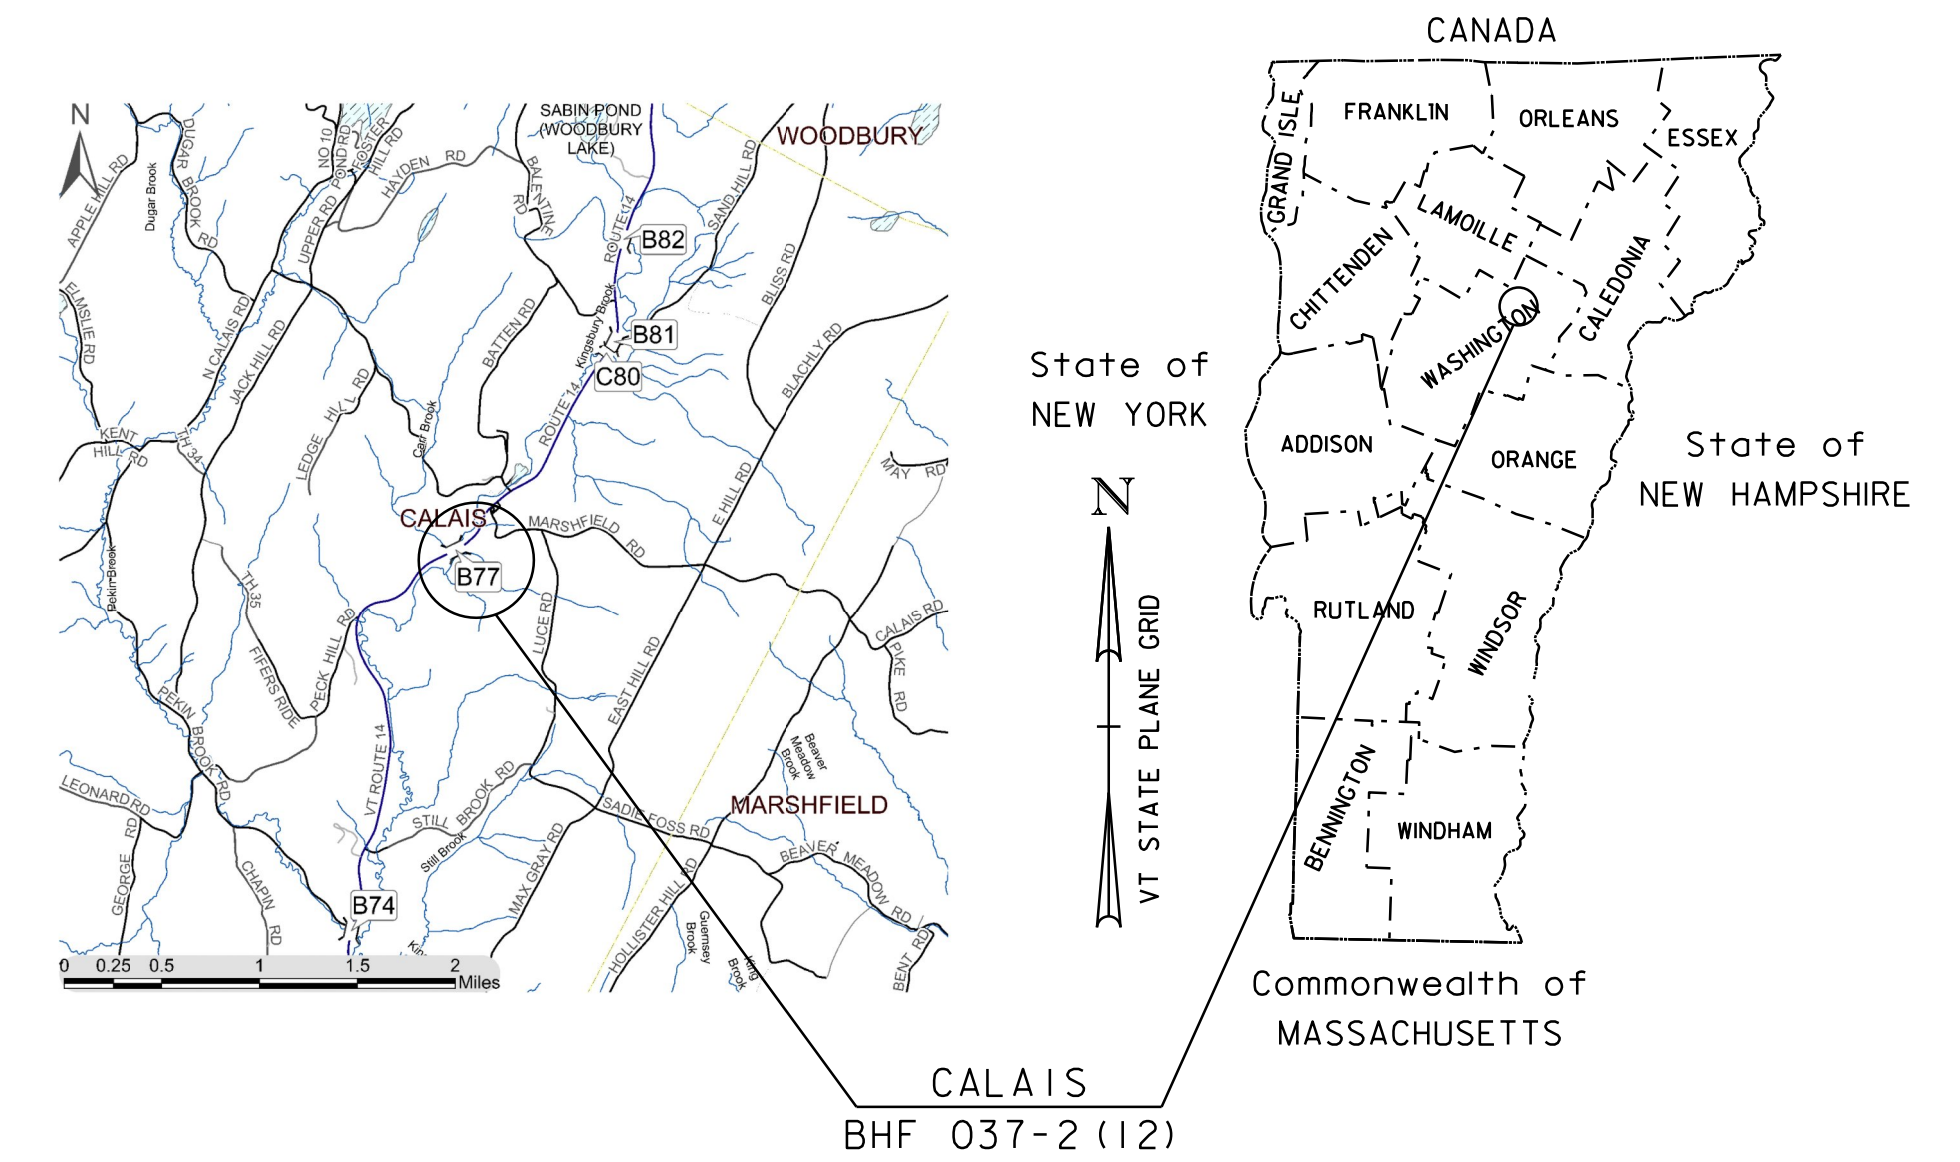 CANADA
N
SABIN POND
(WOODBURY
LAKE)
WOODBURY
NO 10
POND RD
FOSTER
HILL RD
HAYDEN RD
DUGAR BROOK RD
Dugar Brook
APPLE HILL RD
UPPER RD
BALENTINE
RD
ROUTE 14
SAND HILL RD
B82
BLISS RD
ELMSLIE RD
N CALAIS RD
JACK HILL RD
BATTEN RD
Kingsbury Brook
B81
C80
BLACHLY RD
LEDGE HILL RD
Carr Brook
ROUTE 14
KENT
HILL RD
TH 34
E HILL RD
MAY RD
CALAIS
MARSHFIELD RD
B77
Pekin Brook
TH 35
LUCE RD
CALAIS RD
PIKE RD
FIFERS RIDE
PECK HILL RD
EAST HILL RD
PEKIN BROOK RD
VT ROUTE 14
Beaver
Meadow
Brook
LEONARD RD
STILL BROOK RD
Still Brook
SADIE FOSS RD
MARSHFIELD
BEAVER MEADOW RD
GEORGE RD
CHAPIN RD
MAX GRAY RD
HOLLISTER HILL RD
B74
Guernsey
Brook
King
Brook
BENT RD
0 0.25 0.5 1 1.5 2
Miles
GRAND ISLE
FRANKLIN
ORLEANS
ESSEX
LAMOILLE
CHITTENDEN
CALEDONIA
WASHINGTON
State of
NEW YORK
ADDISON
ORANGE
State of
NEW HAMPSHIRE
N
VT STATE PLANE GRID
RUTLAND
WINDSOR
BENNINGTON
WINDHAM
Commonwealth of
MASSACHUSETTS
CALAIS
BHF 037-2(12)